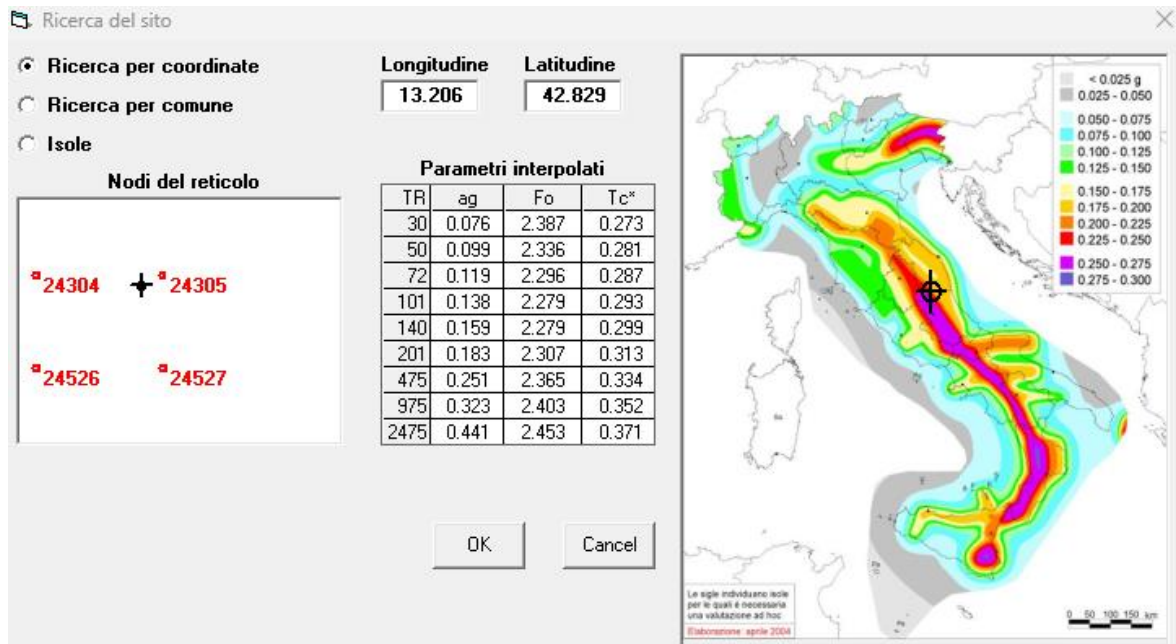 Ricerca del sito
Ricerca per coordinate
Ricerca per comune
Isole
Longitudine Latitudine
13.206 42.829
Nodi del reticolo
24304 24305
24526 24527
Parametri interpolati
TR ag Fo Tc*
30 0.076 2.387 0.273
50 0.099 2.336 0.281
72 0.119 2.296 0.287
101 0.138 2.279 0.293
140 0.159 2.279 0.299
201 0.183 2.307 0.313
475 0.251 2.365 0.334
975 0.323 2.403 0.352
2475 0.441 2.453 0.371
OK Cancel
< 0.025 g
0.025 - 0.050
0.050 - 0.075
0.075 - 0.100
0.100 - 0.125
0.125 - 0.150
0.150 - 0.175
0.175 - 0.200
0.200 - 0.225
0.225 - 0.250
0.250 - 0.275
0.275 - 0.300
Le sigle individuano isole
per le quali é necessaria
una valutazione ad hoc
Elaborazione: aprile 2004
0 50 100 150 km